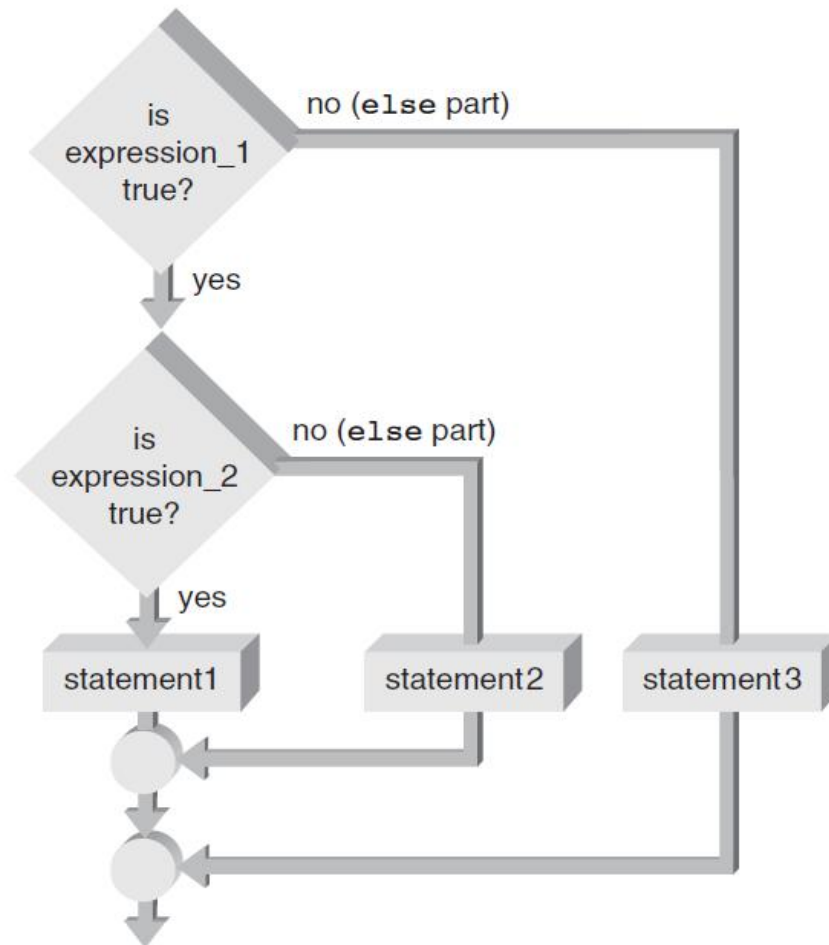 is
expression_1
true?
no (else part)
yes
is
expression_2
true?
no (else part)
yes
statement1
statement2
statement3